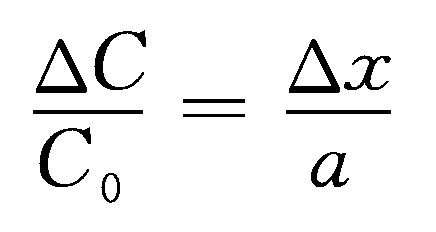 ΔC/C₀ = Δx/a